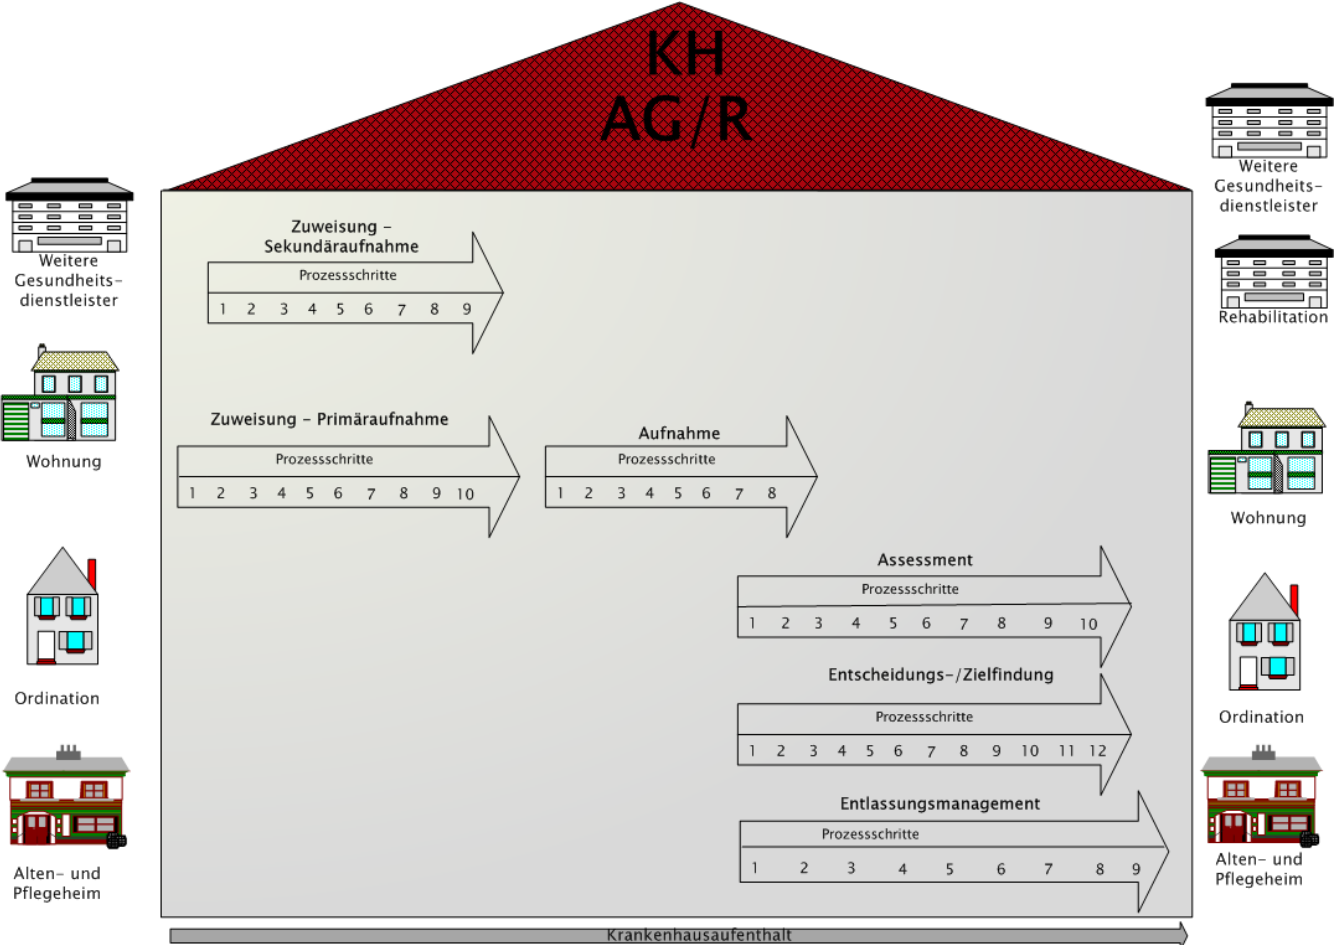 KH
AG/R
Weitere
Gesundheits-
dienstleister
Wohnung
Ordination
Alten- und
Pflegeheim
Zuweisung -
Sekundäraufnahme
Prozessschritte
1 2 3 4 5 6 7 8 9
Zuweisung - Primäraufnahme
Prozessschritte
1 2 3 4 5 6 7 8 9 10
Aufnahme
Prozessschritte
1 2 3 4 5 6 7 8
Assessment
Prozessschritte
1 2 3 4 5 6 7 8 9 10
Entscheidungs-/Zielfindung
Prozessschritte
1 2 3 4 5 6 7 8 9 10 11 12
Entlassungsmanagement
Prozessschritte
1 2 3 4 5 6 7 8 9
Weitere
Gesundheits-
dienstleister
Rehabilitation
Wohnung
Ordination
Alten- und
Pflegeheim
Krankenhausaufenthalt